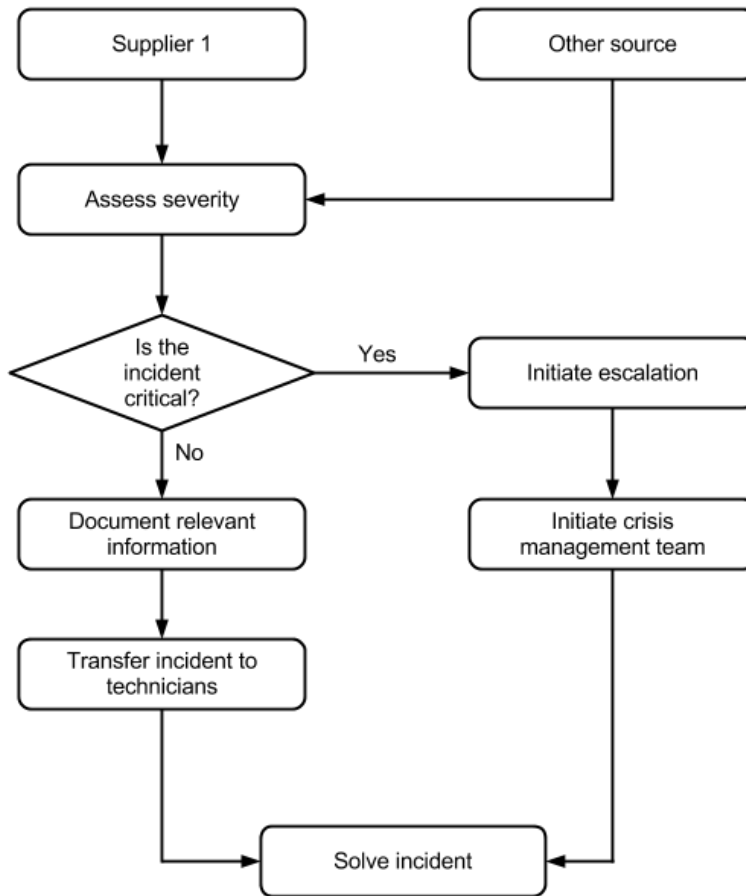 Supplier 1
Other source
Assess severity
Is the
incident
critical?
Yes
Initiate escalation
No
Document relevant
information
Initiate crisis
management team
Transfer incident to
technicians
Solve incident